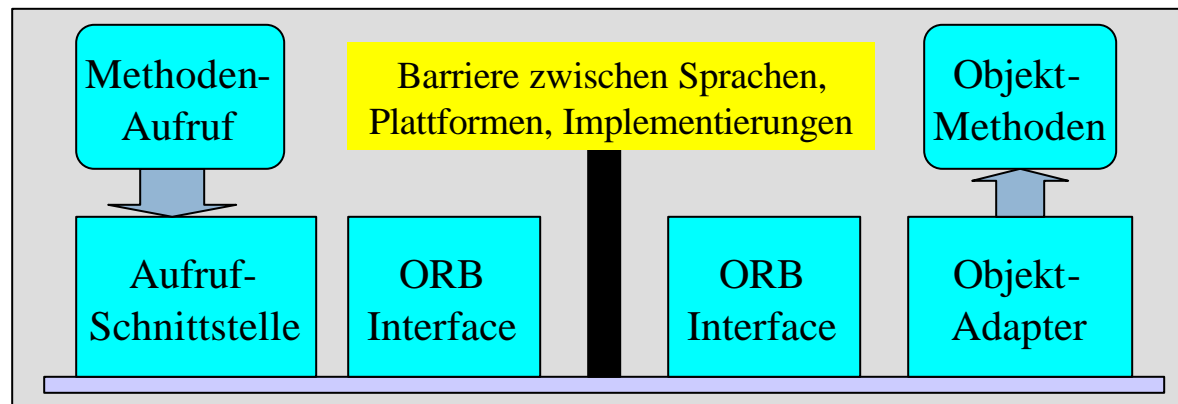 Methoden-
Aufruf
Barriere zwischen Sprachen,
Plattformen, Implementierungen
Objekt-
Methoden
Aufruf-
Schnittstelle
ORB
Interface
ORB
Interface
Objekt-
Adapter